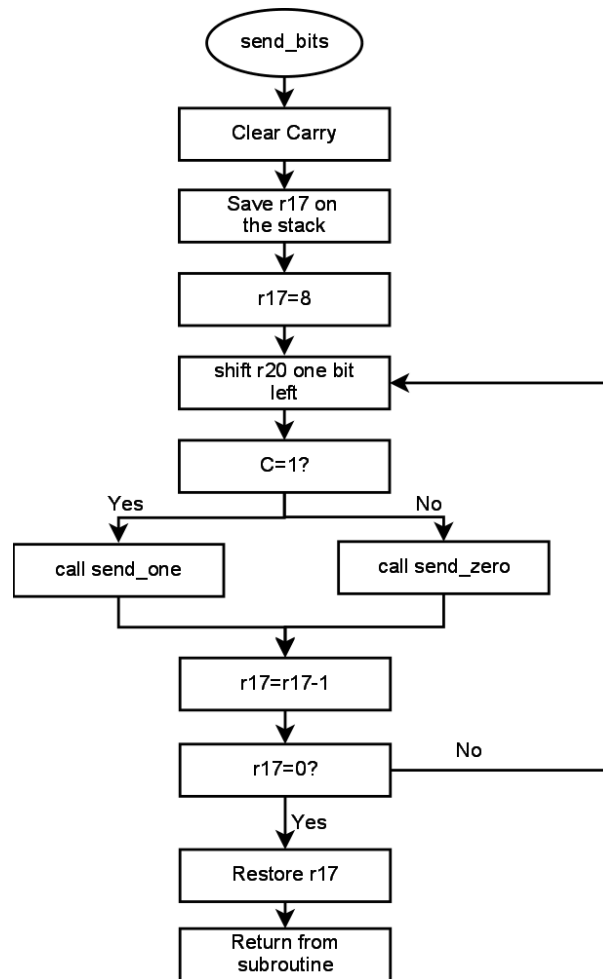 send_bits
Clear Carry
Save r17 on
the stack
r17=8
shift r20 one bit
left
C=1?
Yes
No
call send_one
call send_zero
r17=r17-1
r17=0?
No
Yes
Restore r17
Return from
subroutine